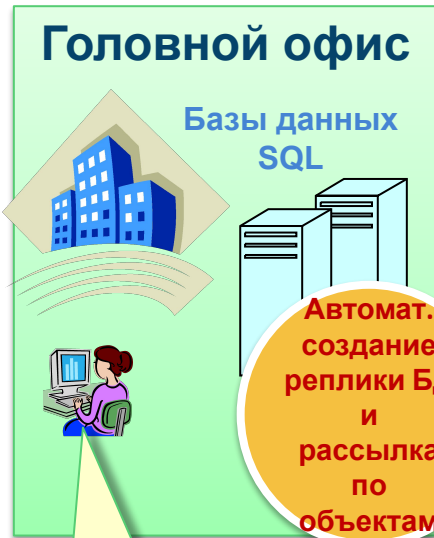 Головной офис
Базы данных
SQL
Автомат.
создание
реплики Б
и
рассылка
по
объектам